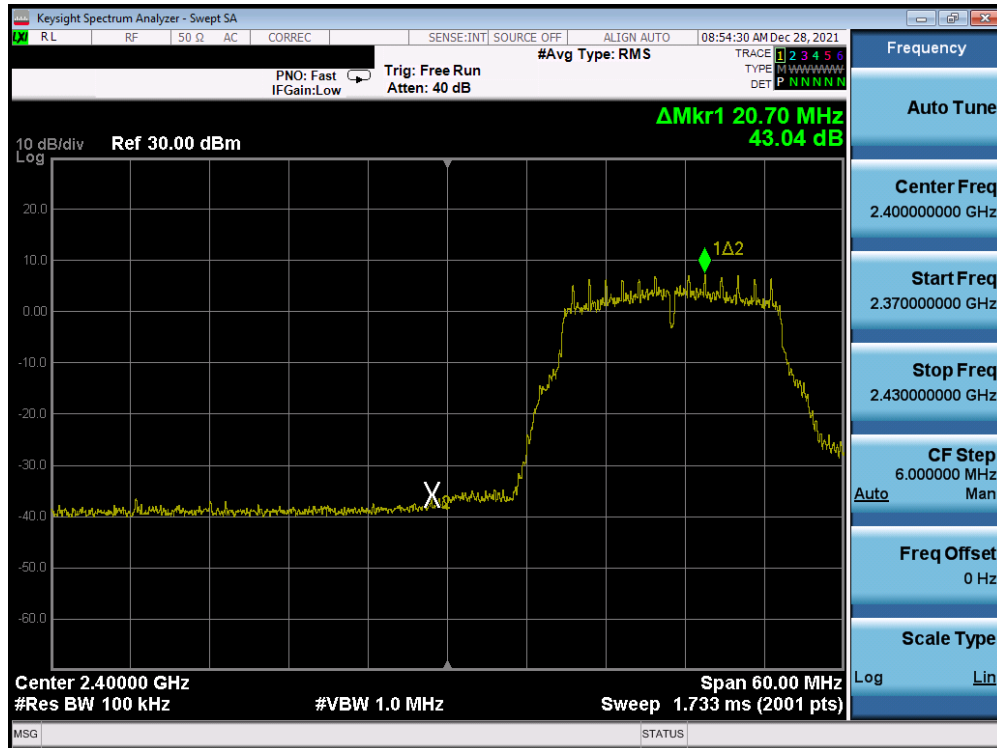 Keysight Spectrum Analyzer - Swept SA
LXI RL RF 50 Ω AC CORREC SENSE:INT SOURCE OFF ALIGN AUTO 08:54:30 AM Dec 28, 2021
#Avg Type: RMS
TRACE 1 2 3 4 5 6
TYPE M W W W W W
DET P N N N N N
PNO: Fast
IFGain:Low
Trig: Free Run
Atten: 40 dB
ΔMkr1 20.70 MHz
43.04 dB
10 dB/div
Log
Ref 30.00 dBm
20.0
10.0
0.00
-10.0
-20.0
-30.0
-40.0
-50.0
-60.0
1Δ2
X
Center 2.40000 GHz
Span 60.00 MHz
#Res BW 100 kHz
#VBW 1.0 MHz
Sweep 1.733 ms (2001 pts)
MSG
STATUS
Frequency
Auto Tune
Center Freq
2.400000000 GHz
Start Freq
2.370000000 GHz
Stop Freq
2.430000000 GHz
CF Step
6.000000 MHz
Auto Man
Freq Offset
0 Hz
Scale Type
Log Lin